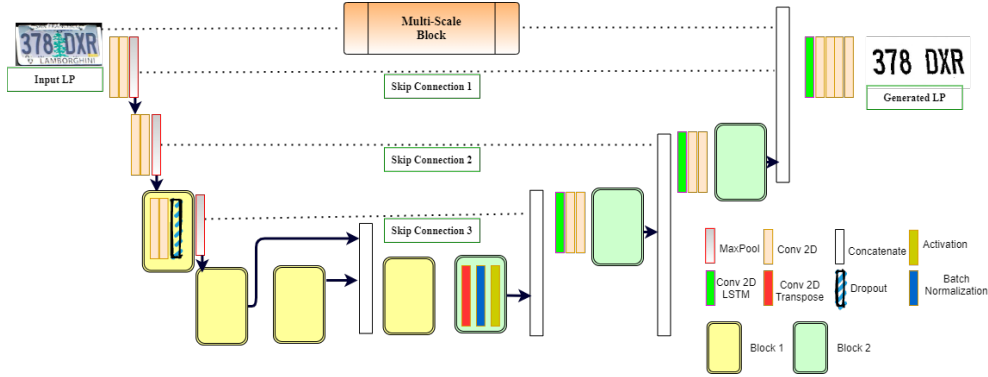 Multi-Scale
Block
378 DXR
LAMBORGHINI
Input LP
378 DXR
Generated LP
Skip Connection 1
Skip Connection 2
Skip Connection 3
MaxPool
Conv 2D
Concatenate
Activation
Conv 2D
LSTM
Conv 2D
Transpose
Dropout
Batch
Normalization
Block 1
Block 2